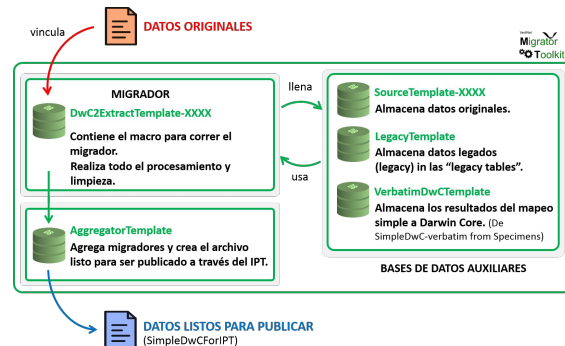 DATOS ORIGINALES
vincula
VertNet
Migrator
Toolkit
MIGRADOR
DwC2ExtractTemplate-XXXX
Contiene el macro para correr el
migrador.
Realiza todo el procesamiento y
limpieza.
llena
usa
SourceTemplate-XXXX
Almacena datos originales.
LegacyTemplate
Almacena datos legados
(legacy) in las “legacy tables”.
VerbatimDwCTemplate
Almacena los resultados del mapeo
simple a Darwin Core. (De
SimpleDwC-verbatim from Specimens)
BASES DE DATOS AUXILIARES
AggregatorTemplate
Agrega migradores y crea el archivo
listo para ser publicado a través del IPT.
DATOS LISTOS PARA PUBLICAR
(SimpleDwCForIPT)